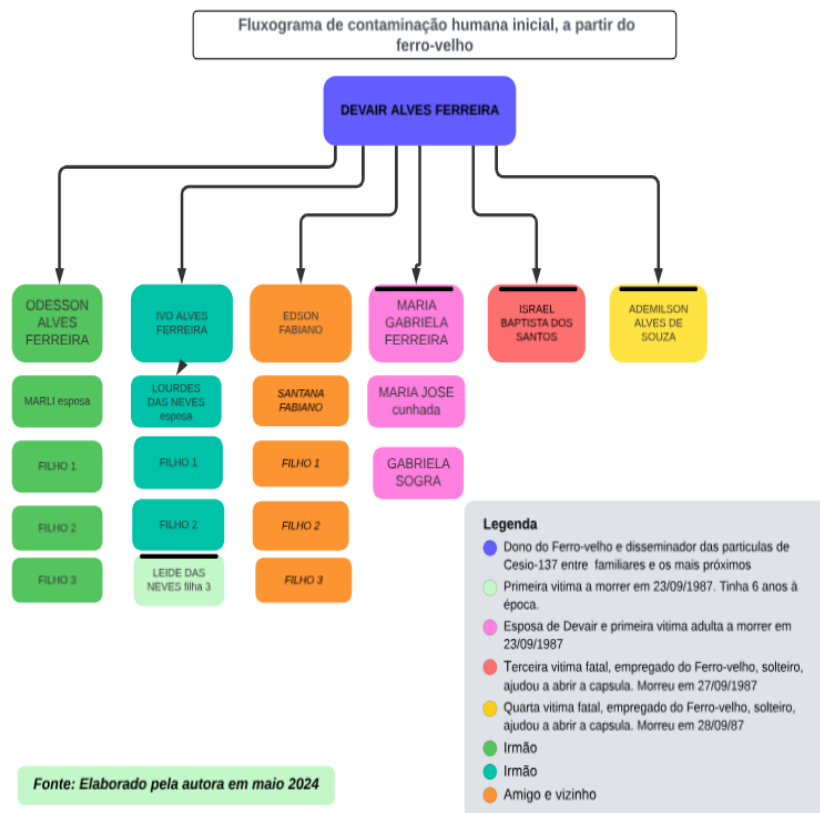 Fluxograma de contaminação humana inicial, a partir do
ferro-velho
DEVAIR ALVES FERREIRA
ODESSON
ALVES
FERREIRA
IVO ALVES
FERREIRA
EDSON
FABIANO
MARIA
GABRIELA
FERREIRA
ISRAEL
BAPTISTA DOS
SANTOS
ADEMILSON
ALVES DE
SOUZA
MARLI esposa
LOURDES
DAS NEVES
esposa
SANTANA
FABIANO
MARIA JOSE
cunhada
FILHO 1
FILHO 1
FILHO 1
GABRIELA
SOGRA
FILHO 2
FILHO 2
FILHO 2
FILHO 3
LEIDE DAS
NEVES filha 3
FILHO 3
Legenda
Dono do Ferro-velho e disseminador das particulas de
Cesio-137 entre familiares e os mais próximos
Primeira vitima a morrer em 23/09/1987. Tinha 6 anos à
época.
Esposa de Devair e primeira vitima adulta a morrer em
23/09/1987
Terceira vitima fatal, empregado do Ferro-velho, solteiro,
ajudou a abrir a capsula. Morreu em 27/09/1987
Quarta vitima fatal, empregado do Ferro-velho, solteiro,
ajudou a abrir a capsula. Morreu em 28/09/87
Irmão
Irmão
Amigo e vizinho
Fonte: Elaborado pela autora em maio 2024